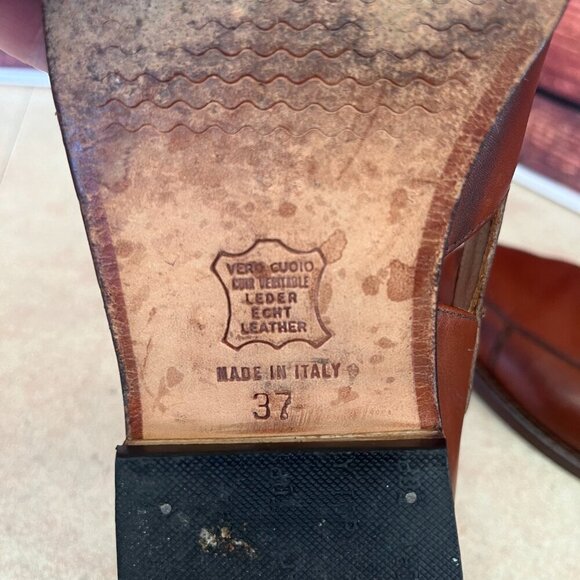 VERO CUOIO
CUIR VERITABLE
LEDER
ECHT
LEATHER
MADE IN ITALY
37